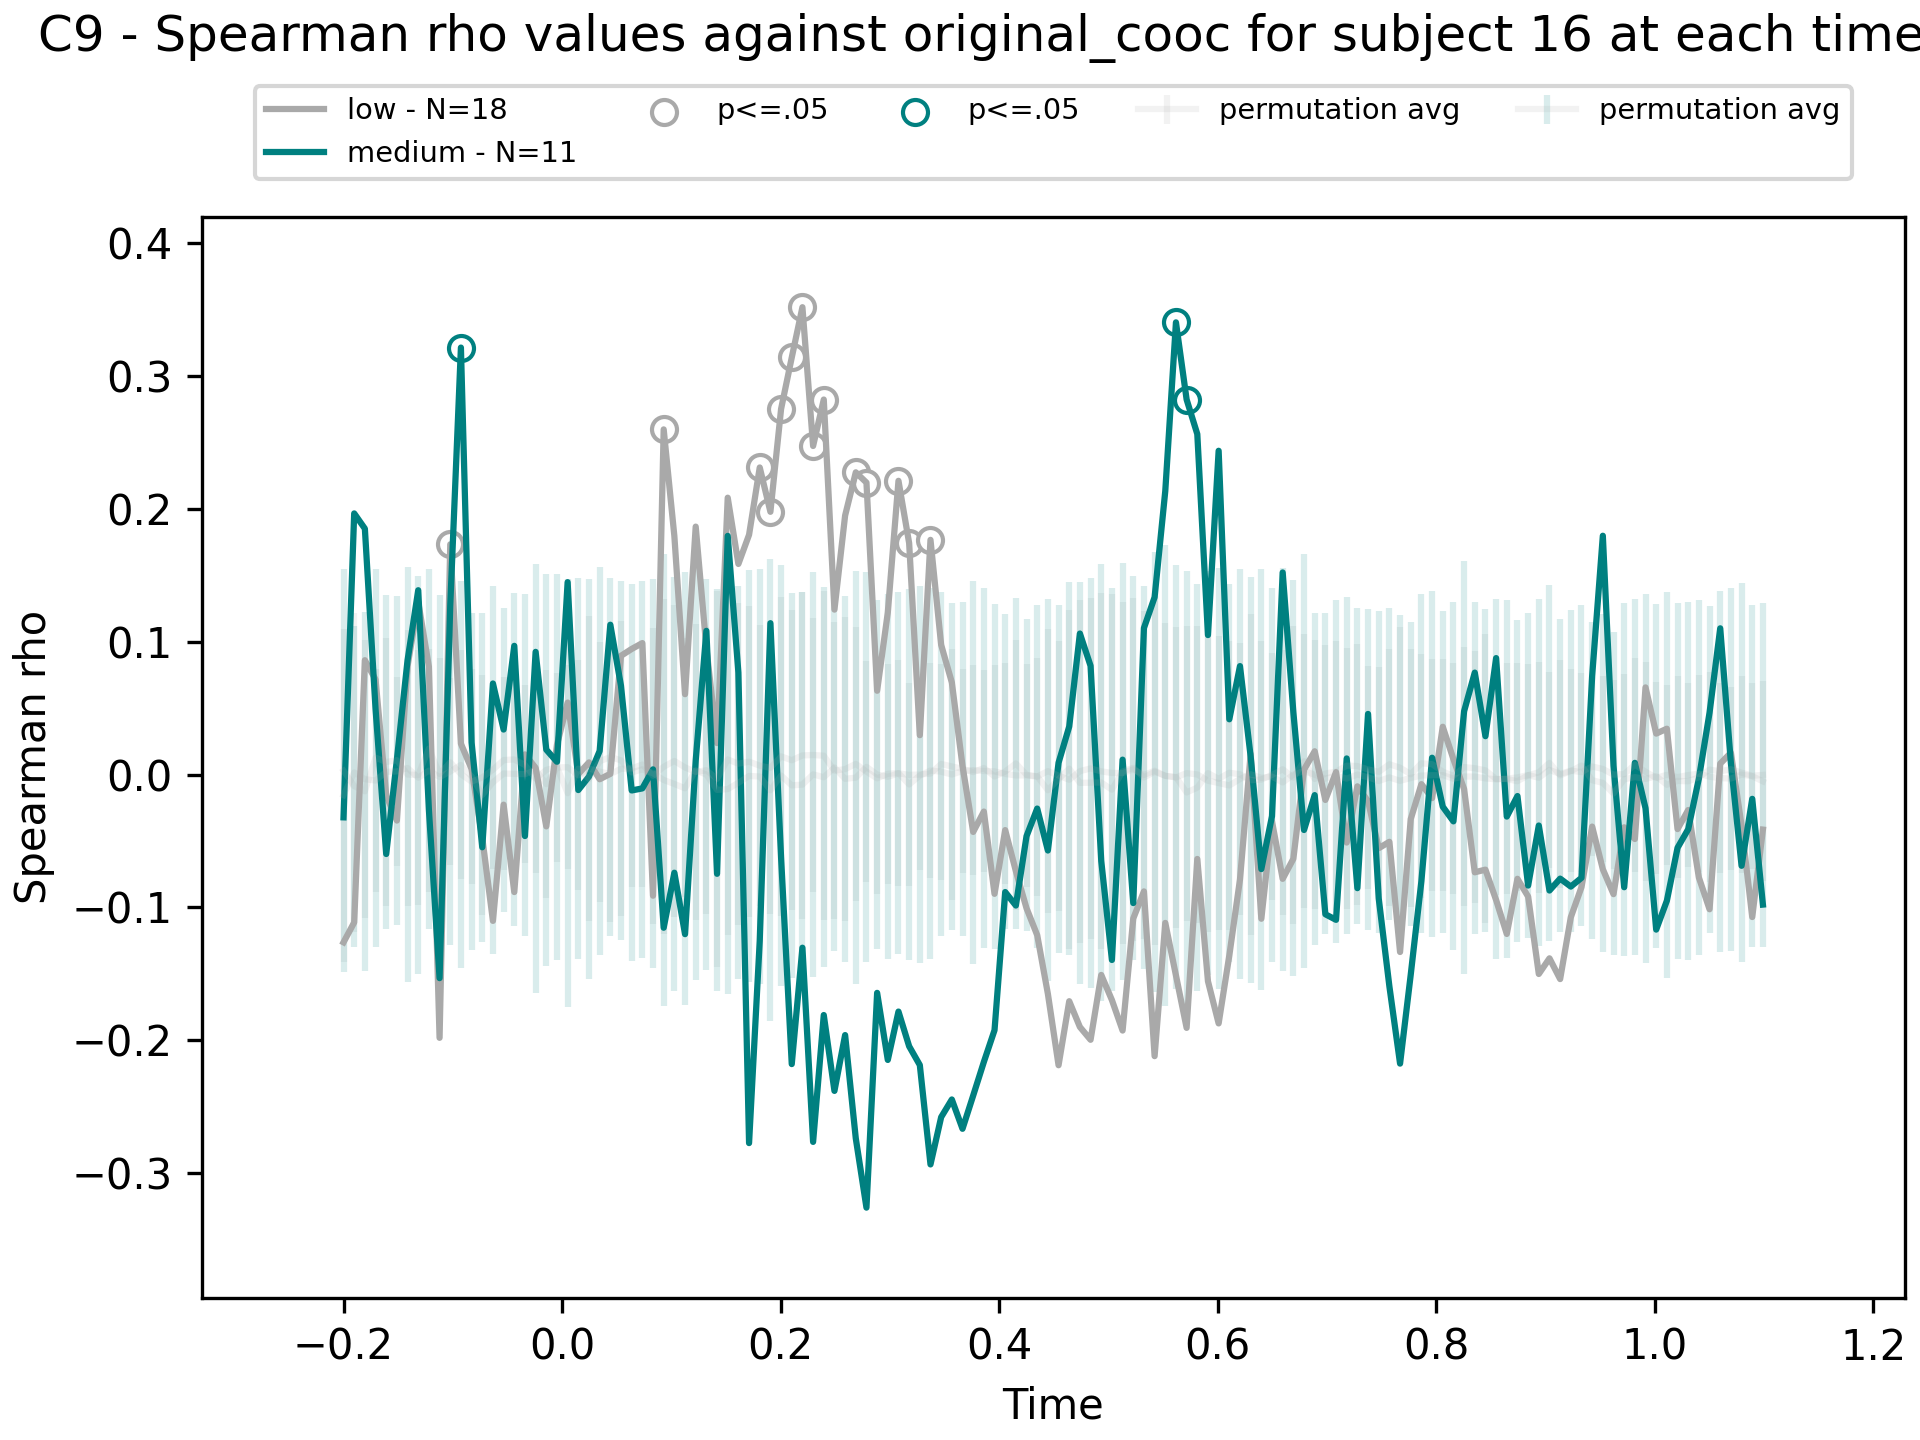 C9 - Spearman rho values against original_cooc for subject 16 at each time
low - N=18
medium - N=11
p<=.05
p<=.05
permutation avg
permutation avg
Spearman rho
0.4
0.3
0.2
0.1
0.0
−0.1
−0.2
−0.3
−0.2 0.0 0.2 0.4 0.6 0.8 1.0 1.2
Time